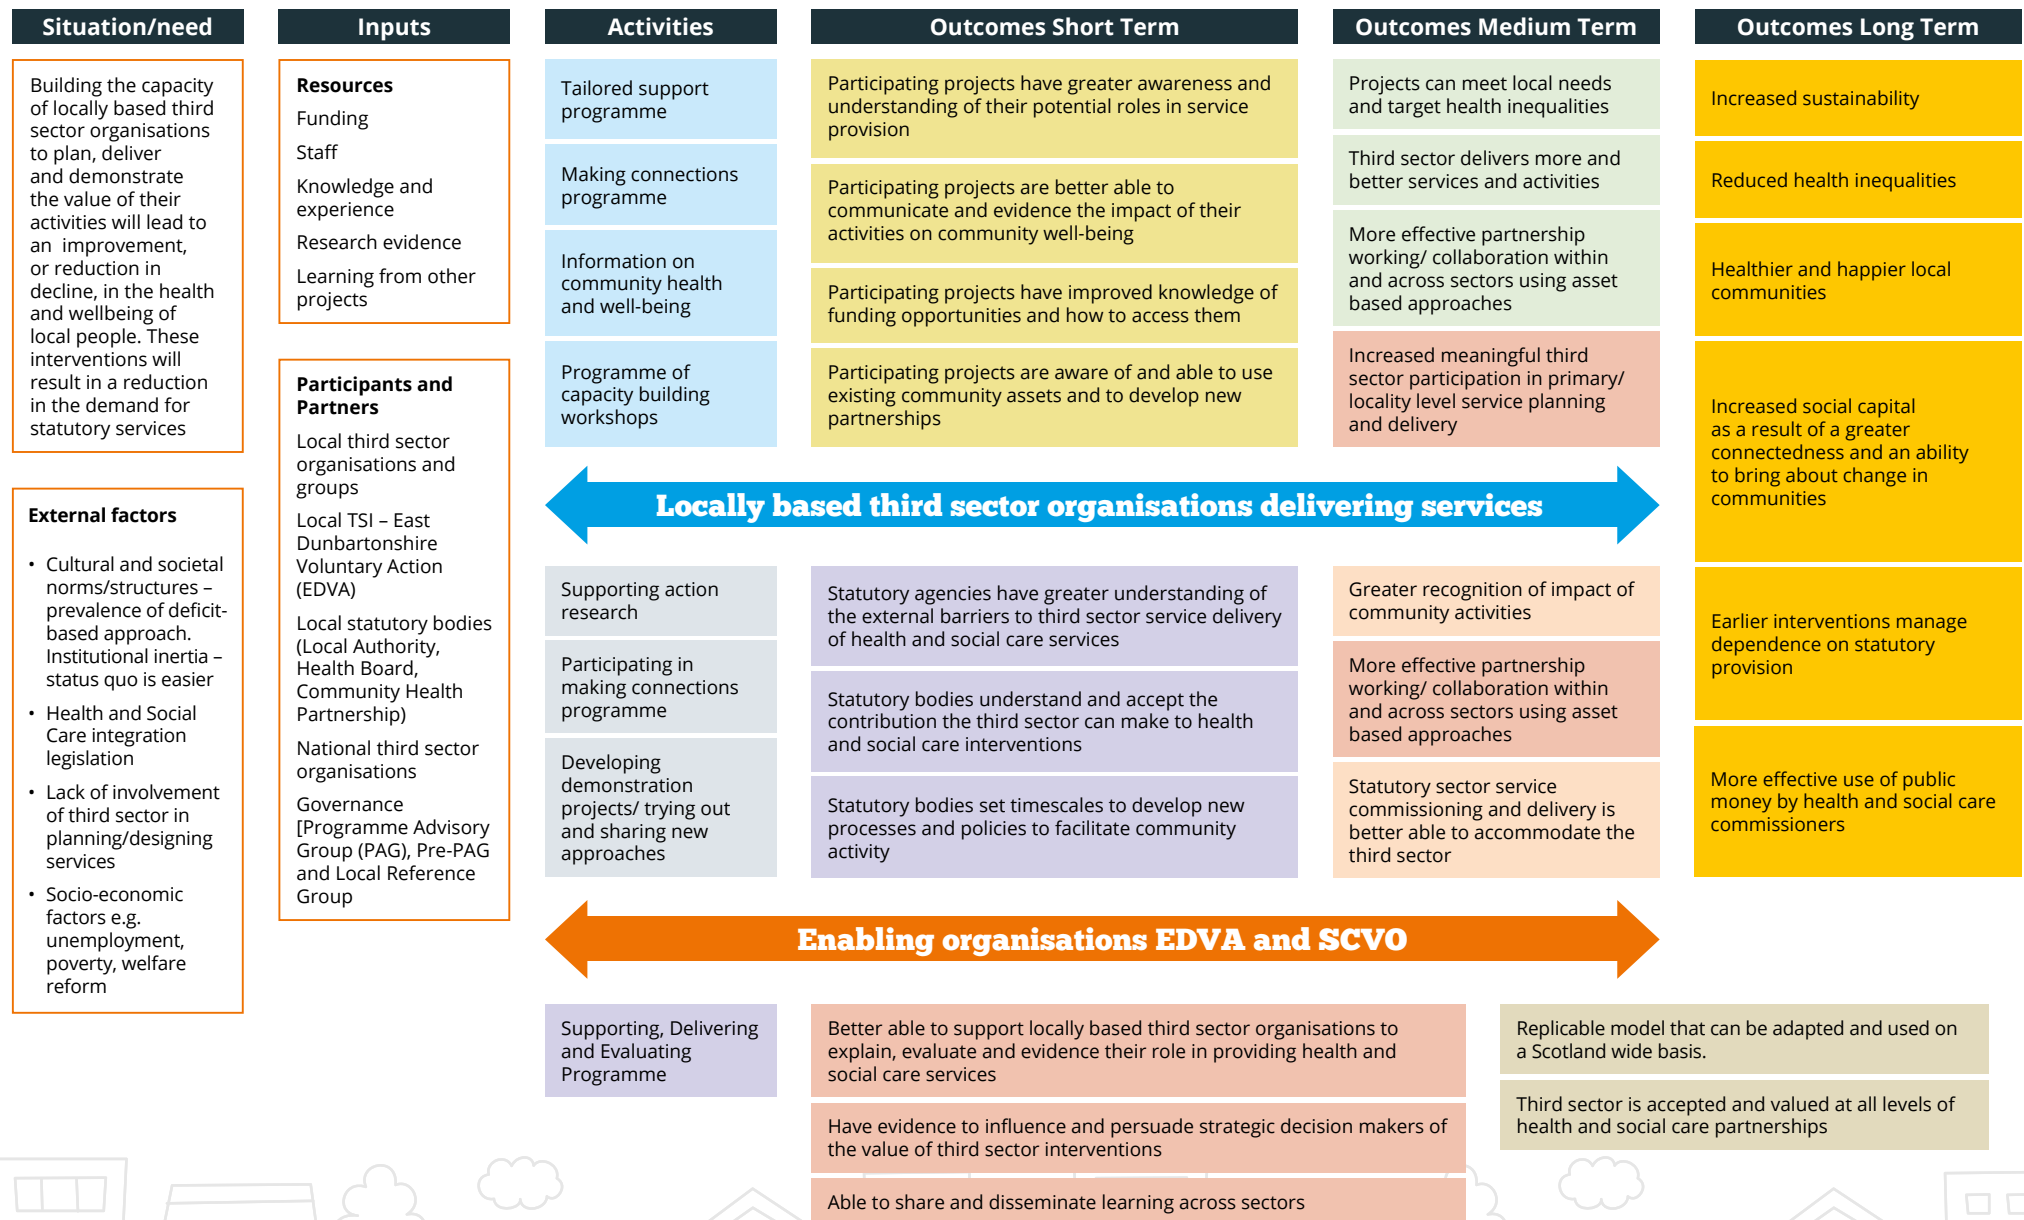 Situation/need
Building the capacity
of locally based third
sector organisations
to plan, deliver
and demonstrate
the value of their
activities will lead to
an  improvement,
or reduction in
decline, in the health
and wellbeing of
local people. These
interventions will
result in a reduction
in the demand for
statutory services
External factors
• Cultural and societal
norms/structures –
prevalence of deficit-
based approach.
Institutional inertia –
status quo is easier
• Health and Social
Care integration
legislation
• Lack of involvement
of third sector in
planning/designing
services
• Socio-economic
factors e.g.
unemployment,
poverty, welfare
reform
Inputs
Resources
Funding
Staff
Knowledge and
experience
Research evidence
Learning from other
projects
Participants and
Partners
Local third sector
organisations and
groups
Local TSI – East
Dunbartonshire
Voluntary Action
(EDVA)
Local statutory bodies
(Local Authority,
Health Board,
Community Health
Partnership)
National third sector
organisations
Governance
[Programme Advisory
Group (PAG), Pre-PAG
and Local Reference
Group
Activities
Tailored support
programme
Making connections
programme
Information on
community health
and well-being
Programme of
capacity building
workshops
Outcomes Short Term
Participating projects have greater awareness and
understanding of their potential roles in service
provision
Participating projects are better able to
communicate and evidence the impact of their
activities on community well-being
Participating projects have improved knowledge of
funding opportunities and how to access them
Participating projects are aware of and able to use
existing community assets and to develop new
partnerships
Outcomes Medium Term
Projects can meet local needs
and target health inequalities
Third sector delivers more and
better services and activities
More effective partnership
working/ collaboration within
and across sectors using asset
based approaches
Increased meaningful third
sector participation in primary/
locality level service planning
and delivery
Locally based third sector organisations delivering services
Supporting action
research
Participating in
making connections
programme
Developing
demonstration
projects/ trying out
and sharing new
approaches
Statutory agencies have greater understanding of
the external barriers to third sector service delivery
of health and social care services
Statutory bodies understand and accept the
contribution the third sector can make to health
and social care interventions
Statutory bodies set timescales to develop new
processes and policies to facilitate community
activity
Greater recognition of impact of
community activities
More effective partnership
working/ collaboration within
and across sectors using asset
based approaches
Statutory sector service
commissioning and delivery is
better able to accommodate the
third sector
Outcomes Long Term
Increased sustainability
Reduced health inequalities
Healthier and happier local
communities
Increased social capital
as a result of a greater
connectedness and an ability
to bring about change in
communities
Earlier interventions manage
dependence on statutory
provision
More effective use of public
money by health and social care
commissioners
Enabling organisations EDVA and SCVO
Supporting, Delivering
and Evaluating
Programme
Better able to support locally based third sector organisations to
explain, evaluate and evidence their role in providing health and
social care services
Have evidence to influence and persuade strategic decision makers of
the value of third sector interventions
Able to share and disseminate learning across sectors
Replicable model that can be adapted and used on
a Scotland wide basis.
Third sector is accepted and valued at all levels of
health and social care partnerships